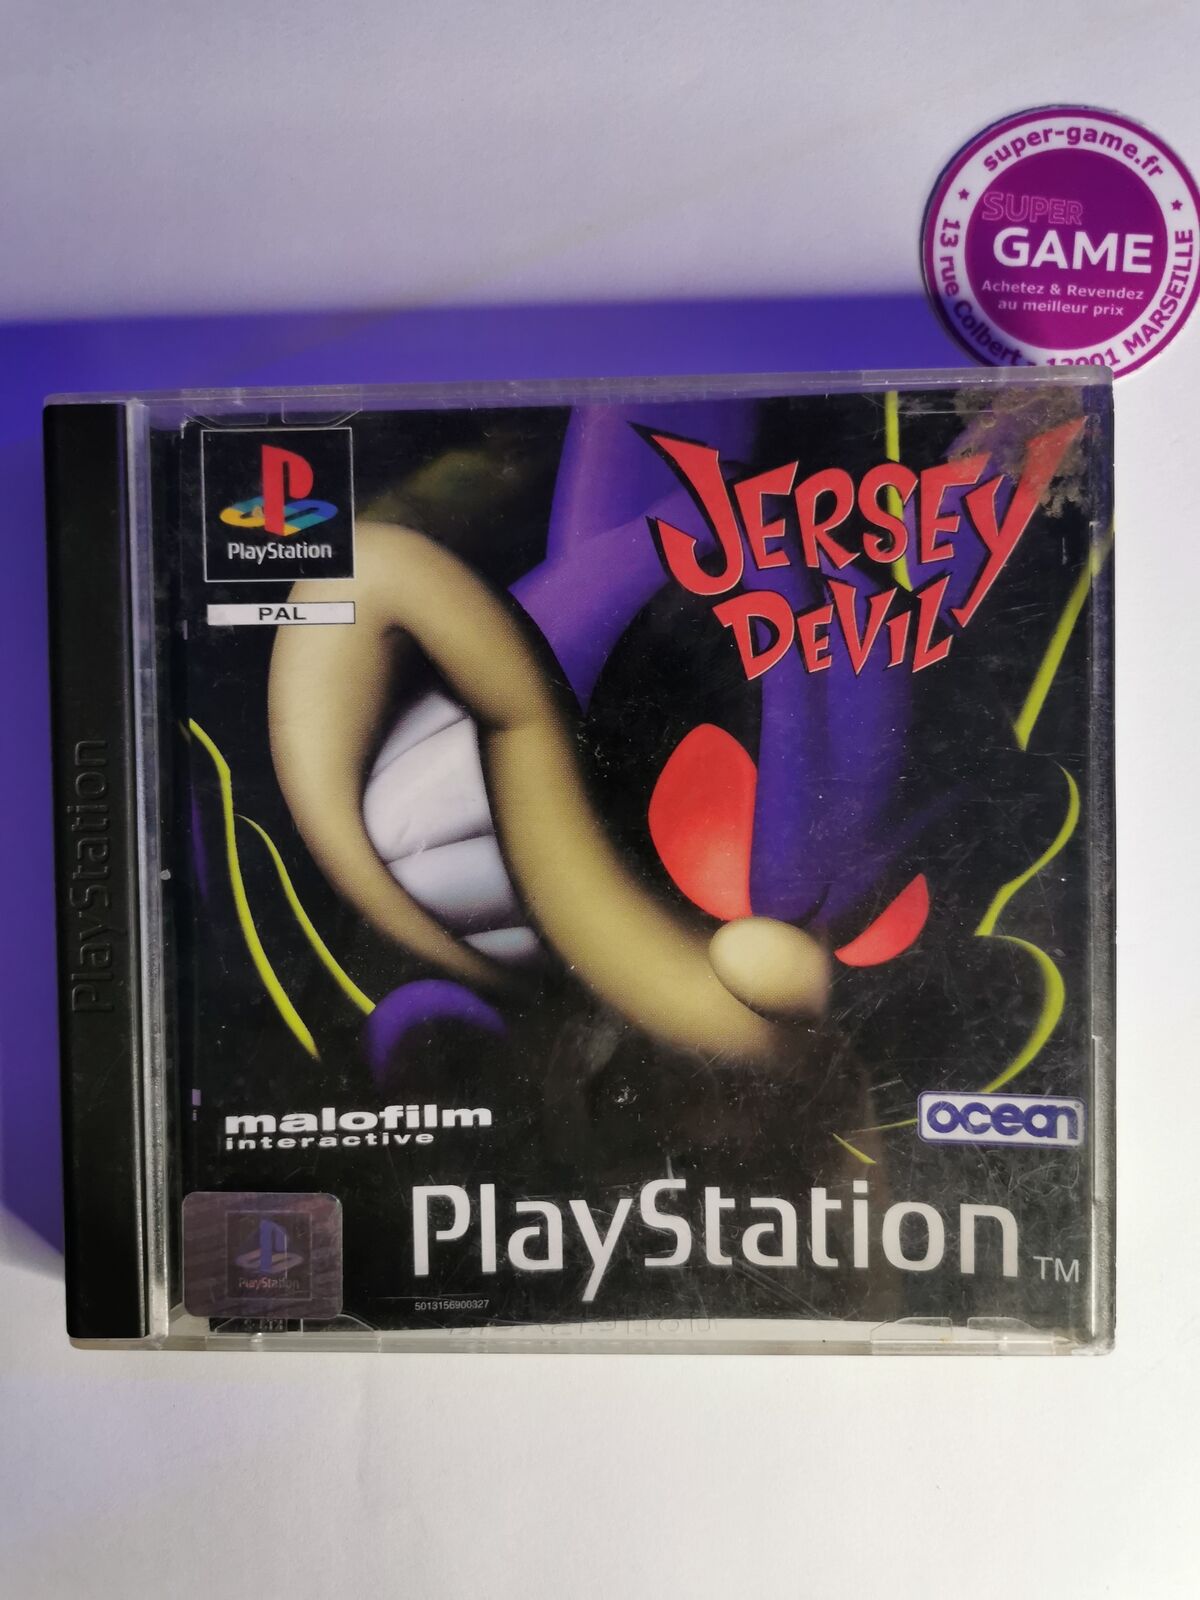 super-game.fr
SUPER
GAME
Achetez & Revendez
au meilleur prix
13 rue Colbert - 13001 MARSEILLE
JERSEY
DEVIL
PlayStation
PAL
PlayStation
malofilm
interactive
ocean
PlayStation
PlayStation TM
5013156900327